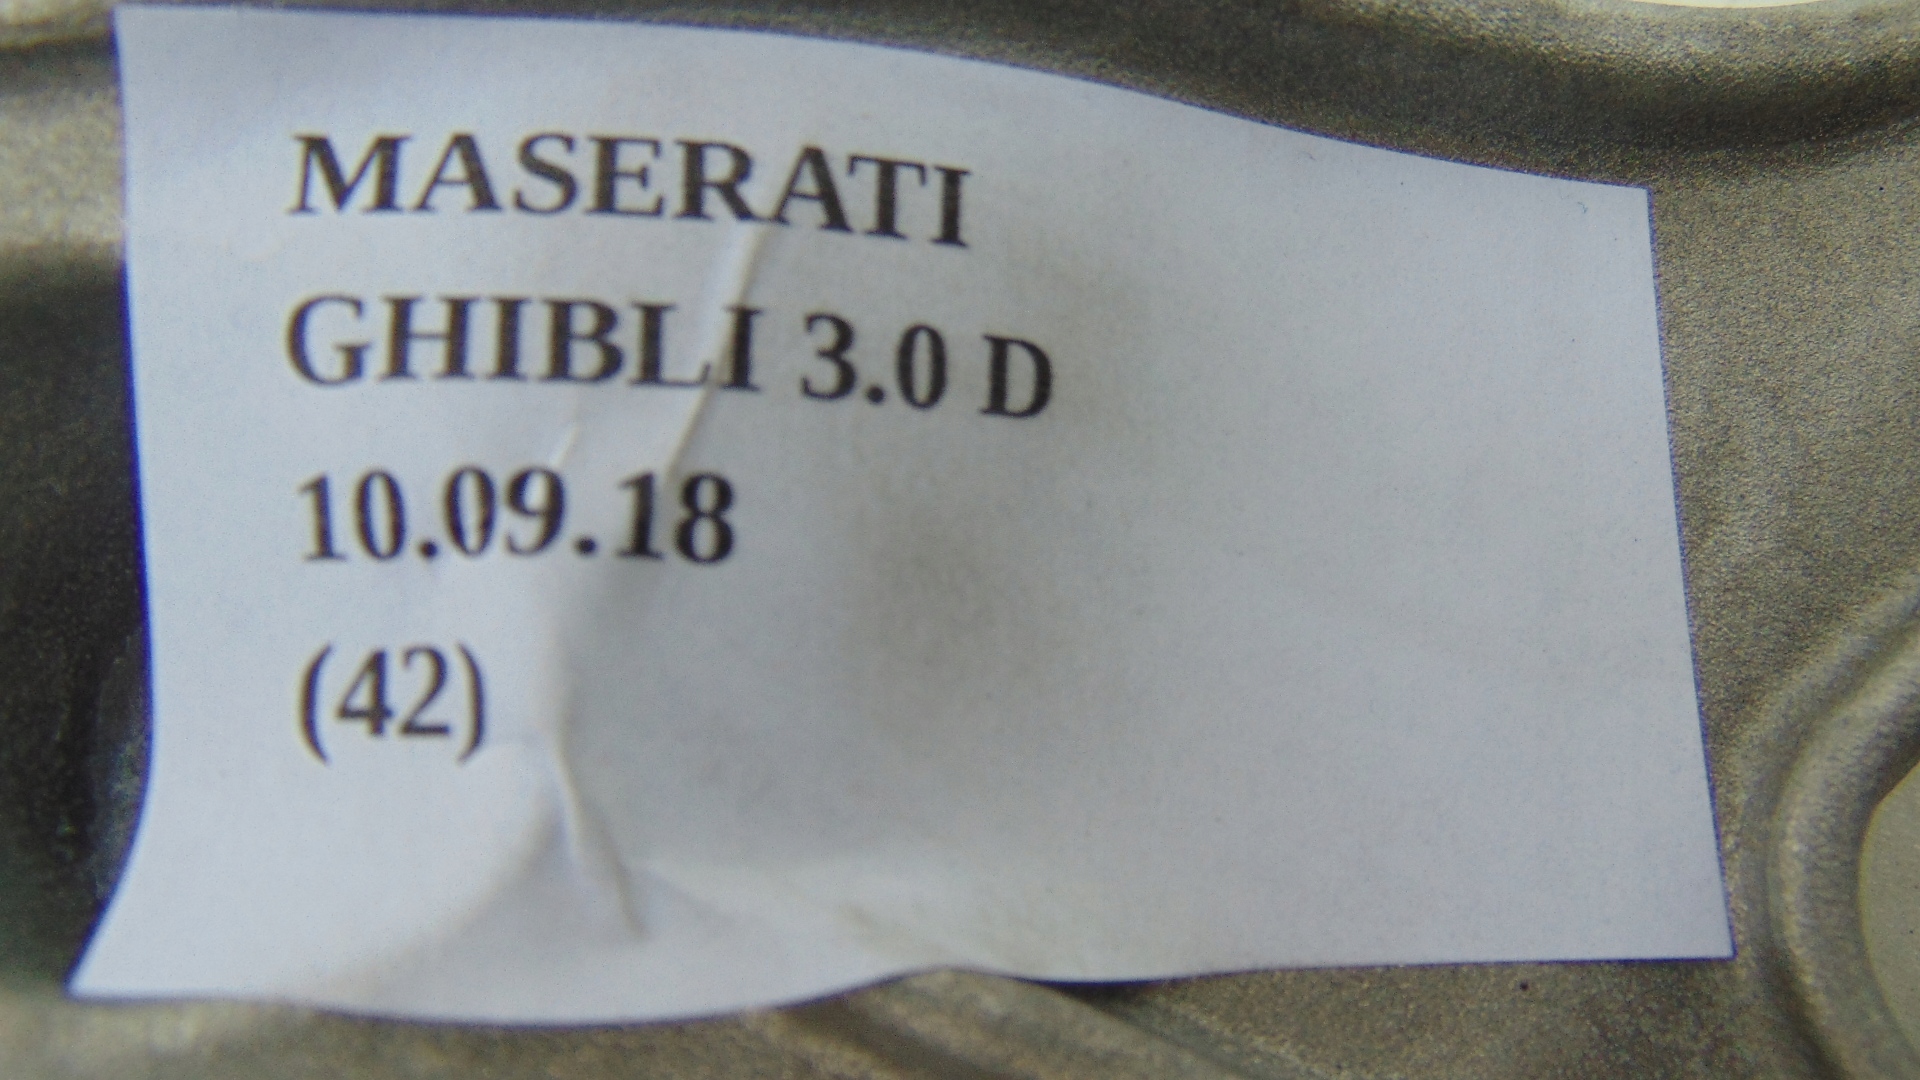 MASERATI
GHIBLI 3.0 D
10.09.18
(42)